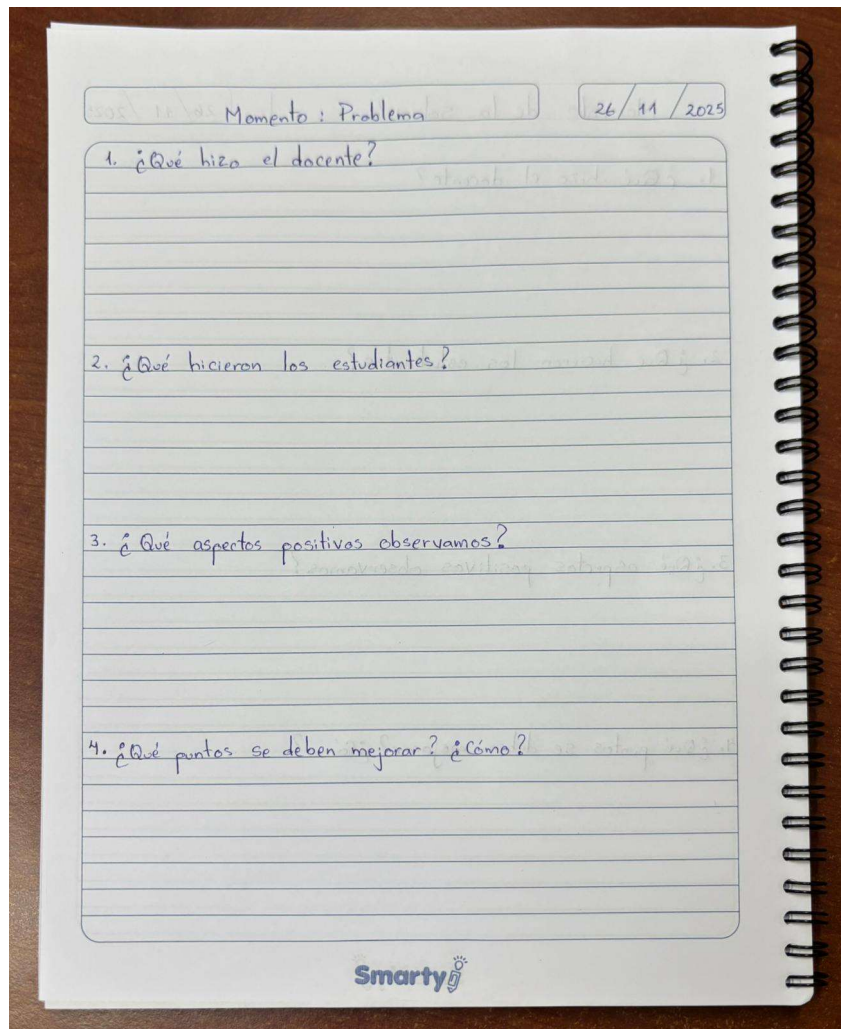 Momento : Problema
26/11/2025
1. ¿Qué hizo el docente?
2. ¿Qué hicieron los estudiantes?
3. ¿Qué aspectos positivos observamos?
4. ¿Qué puntos se deben mejorar? ¿Cómo?
Smarty